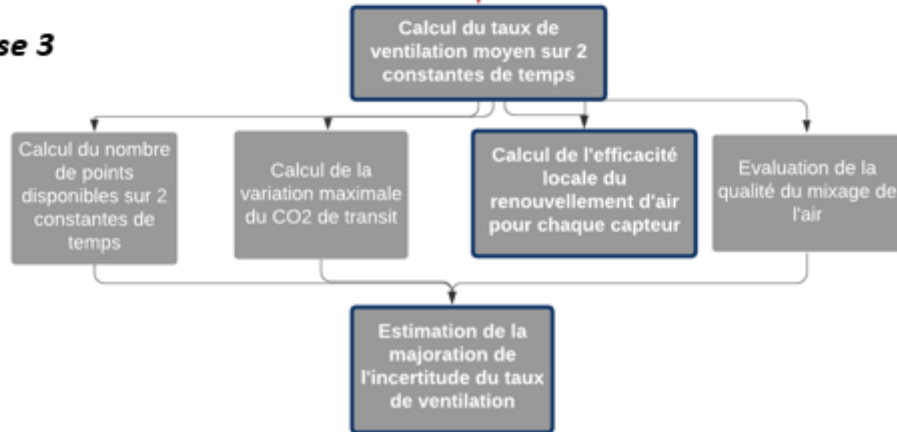 se 3
Calcul du taux de
ventilation moyen sur 2
constantes de temps
Calcul du nombre
de points
disponibles sur 2
constantes de
temps
Calcul de la
variation maximale
du CO2 de transit
Calcul de l'efficacité
locale du
renouvellement d'air
pour chaque capteur
Evaluation de la
qualité du mixage de
l'air
Estimation de la
majoration de
l'incertitude du taux
de ventilation